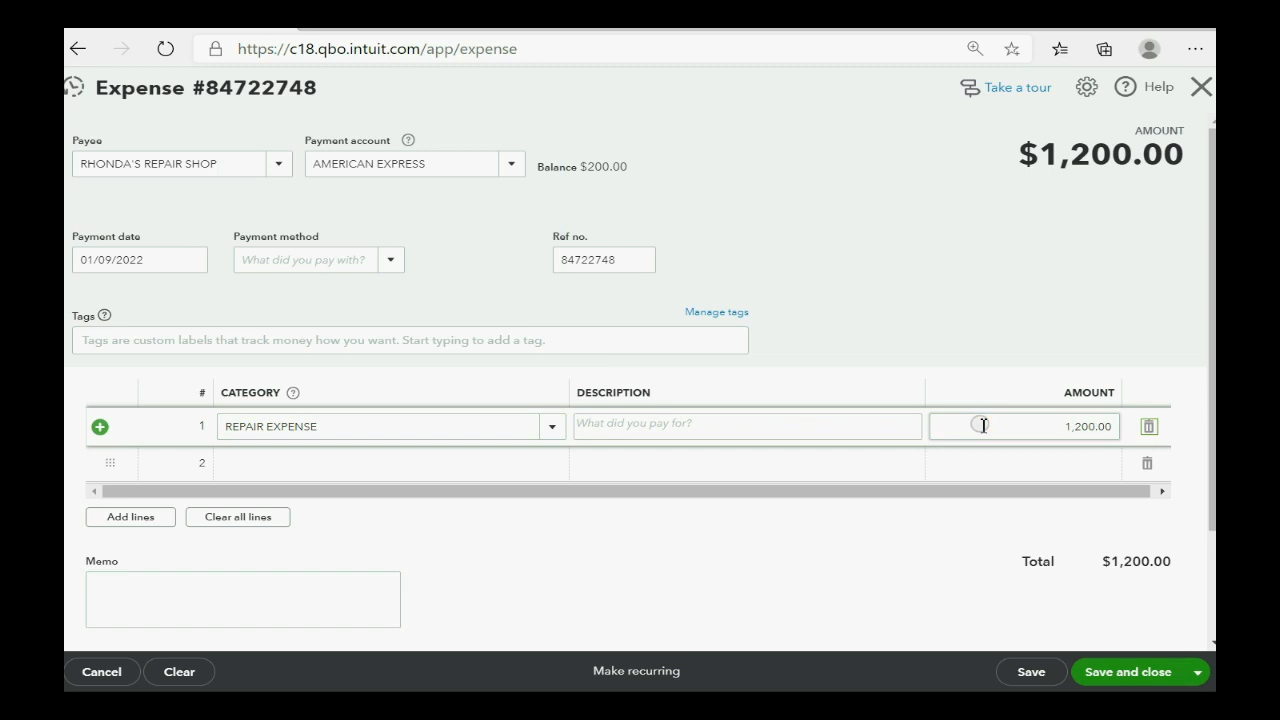 https://c18.qbo.intuit.com/app/expense
Expense #84722748
Take a tour
Help
AMOUNT
$1,200.00
Payee
Payment account
RHONDA'S REPAIR SHOP
AMERICAN EXPRESS
Balance $200.00
Payment date
Payment method
Ref no.
01/09/2022
What did you pay with?
84722748
Tags
Manage tags
Tags are custom labels that track money how you want. Start typing to add a tag.
# CATEGORY DESCRIPTION AMOUNT
1 REPAIR EXPENSE What did you pay for? 1,200.00
2
Add lines
Clear all lines
Memo
Total $1,200.00
Cancel
Clear
Make recurring
Save
Save and close